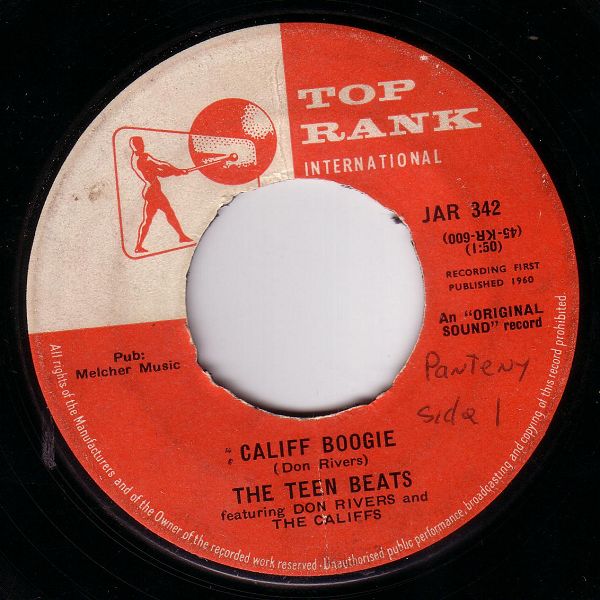 TOP
RANK
INTERNATIONAL
JAR 342
(45-KR-600)
(1:50)
RECORDING FIRST
PUBLISHED 1960
An "ORIGINAL
SOUND" record
Pub:
Melcher Music
Panteny
Side 1
" CALIFF BOOGIE
(Don Rivers)
THE TEEN BEATS
featuring DON RIVERS and
THE CALIFFS
All rights of the Manufacturers and of the Owner of the recorded work reserved - Unauthorised public performance, broadcasting and copying of this record prohibited.